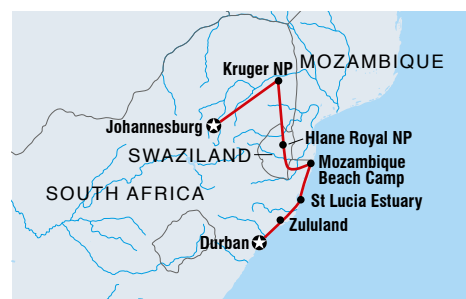 MOZAMBIQUE
Kruger NP
Johannesburg
Hlane Royal NP
SWAZILAND
Mozambique
Beach Camp
SOUTH AFRICA
St Lucia Estuary
Zululand
Durban